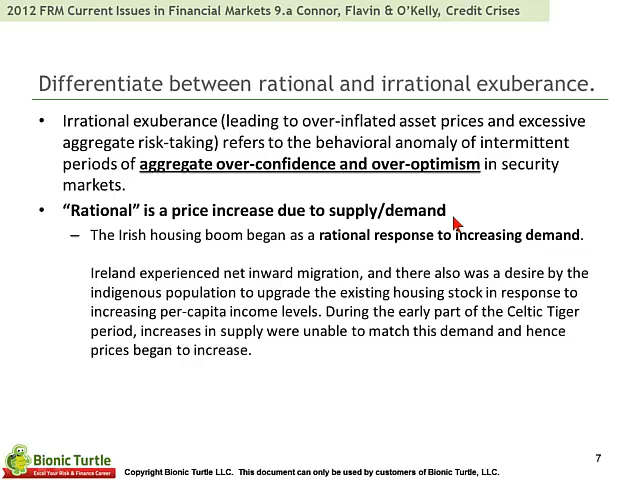 2012 FRM Current Issues in Financial Markets 9.a Connor, Flavin & O’Kelly, Credit Crises
Differentiate between rational and irrational exuberance.
• Irrational exuberance (leading to over-inflated asset prices and excessive
aggregate risk-taking) refers to the behavioral anomaly of intermittent
periods of aggregate over-confidence and over-optimism in security
markets.
• “Rational” is a price increase due to supply/demand
– The Irish housing boom began as a rational response to increasing demand.
Ireland experienced net inward migration, and there also was a desire by the
indigenous population to upgrade the existing housing stock in response to
increasing per-capita income levels. During the early part of the Celtic Tiger
period, increases in supply were unable to match this demand and hence
prices began to increase.
7
Bionic Turtle
Excel Your Risk & Finance Career
Copyright Bionic Turtle LLC. This document can only be used by customers of Bionic Turtle, LLC.